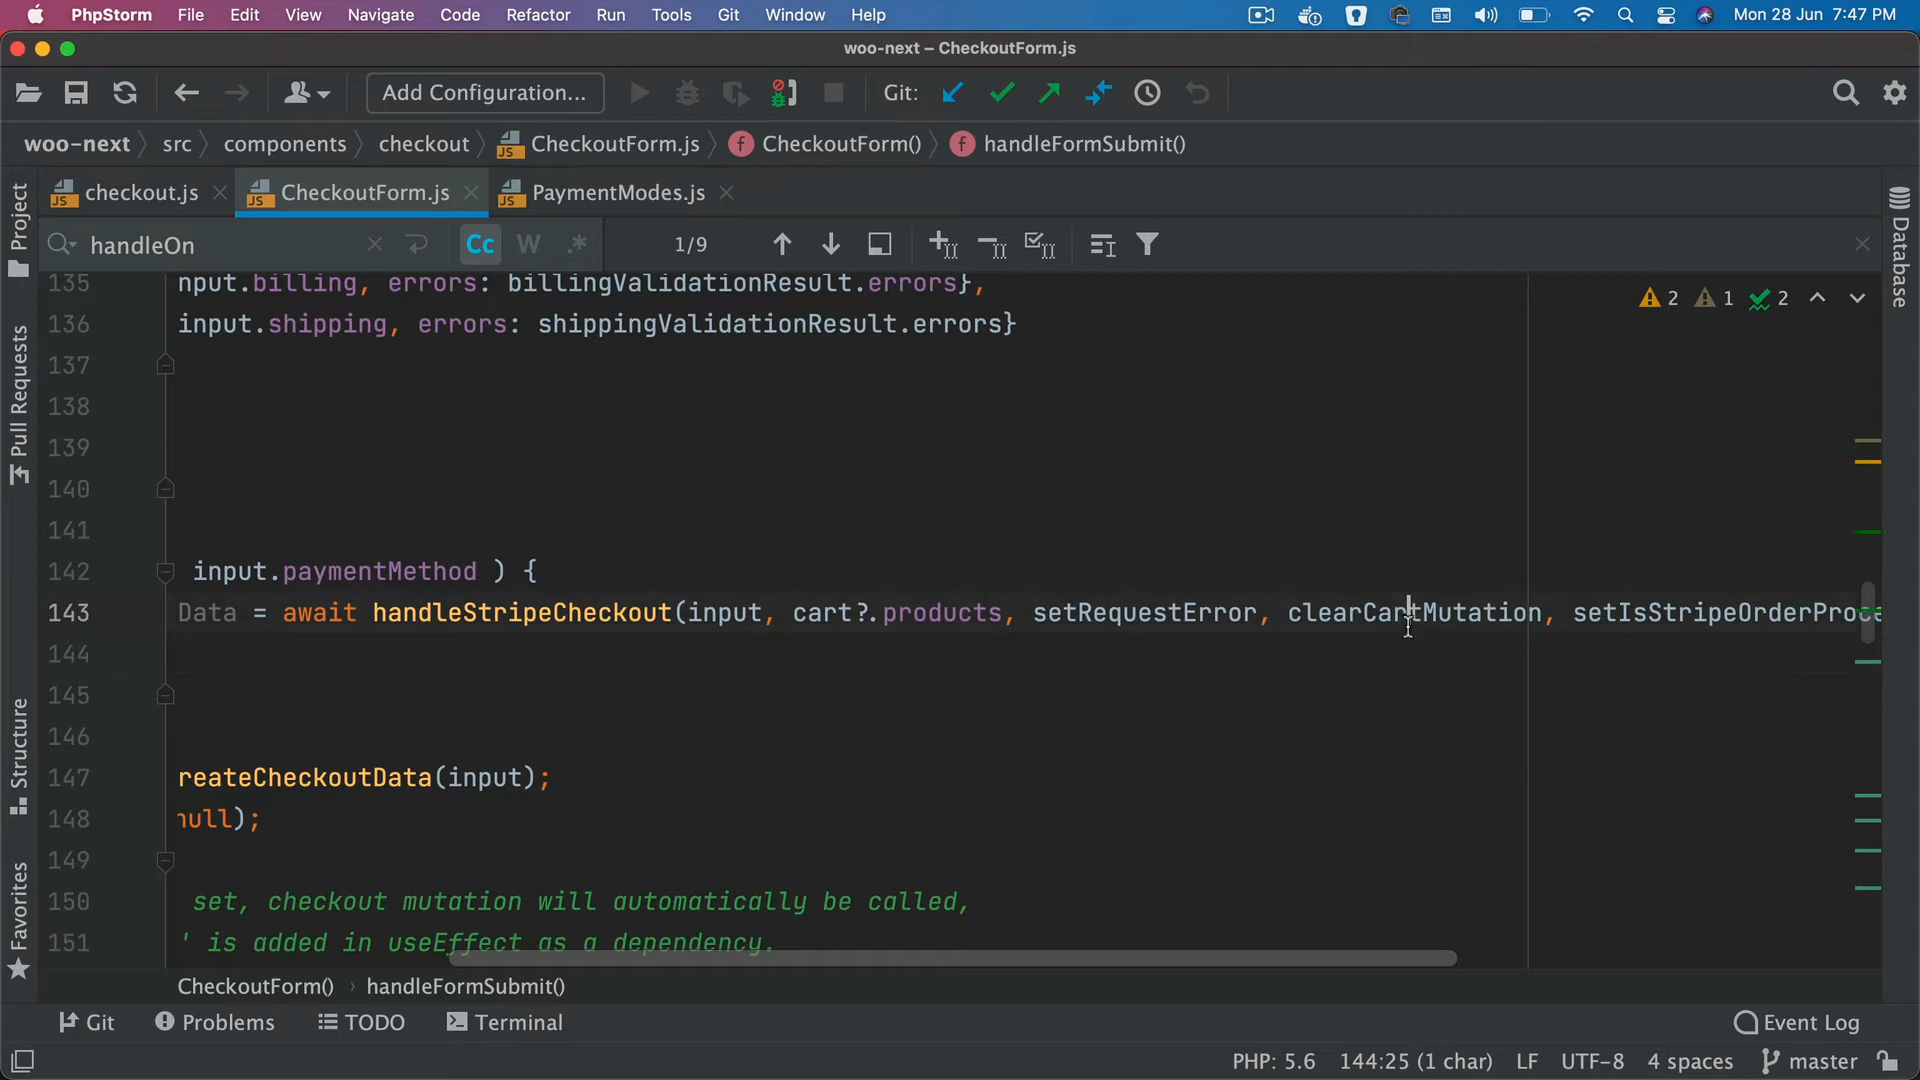 PhpStorm File Edit View Navigate Code Refactor Run Tools Git Window Help Mon 28 Jun 7:47 PM
woo-next – CheckoutForm.js
Add Configuration... Git:
woo-next src components checkout CheckoutForm.js CheckoutForm() handleFormSubmit()
checkout.js CheckoutForm.js PaymentModes.js
handleOn Cc W .* 1/9
135 nput.billing, errors: billingValidationResult.errors},
2 1 2
136 input.shipping, errors: shippingValidationResult.errors}
137
138
139
140
141
142 input.paymentMethod ) {
143 Data = await handleStripeCheckout(input, cart?.products, setRequestError, clearCartMutation, setIsStripeOrderProce
144
145
146
147 reateCheckoutData(input);
148 null);
149
150 set, checkout mutation will automatically be called,
151 ' is added in useEffect as a dependency.
CheckoutForm() › handleFormSubmit()
Project
Pull Requests
Structure
Favorites
Database
Git Problems TODO Terminal Event Log
PHP: 5.6 144:25 (1 char) LF UTF-8 4 spaces master